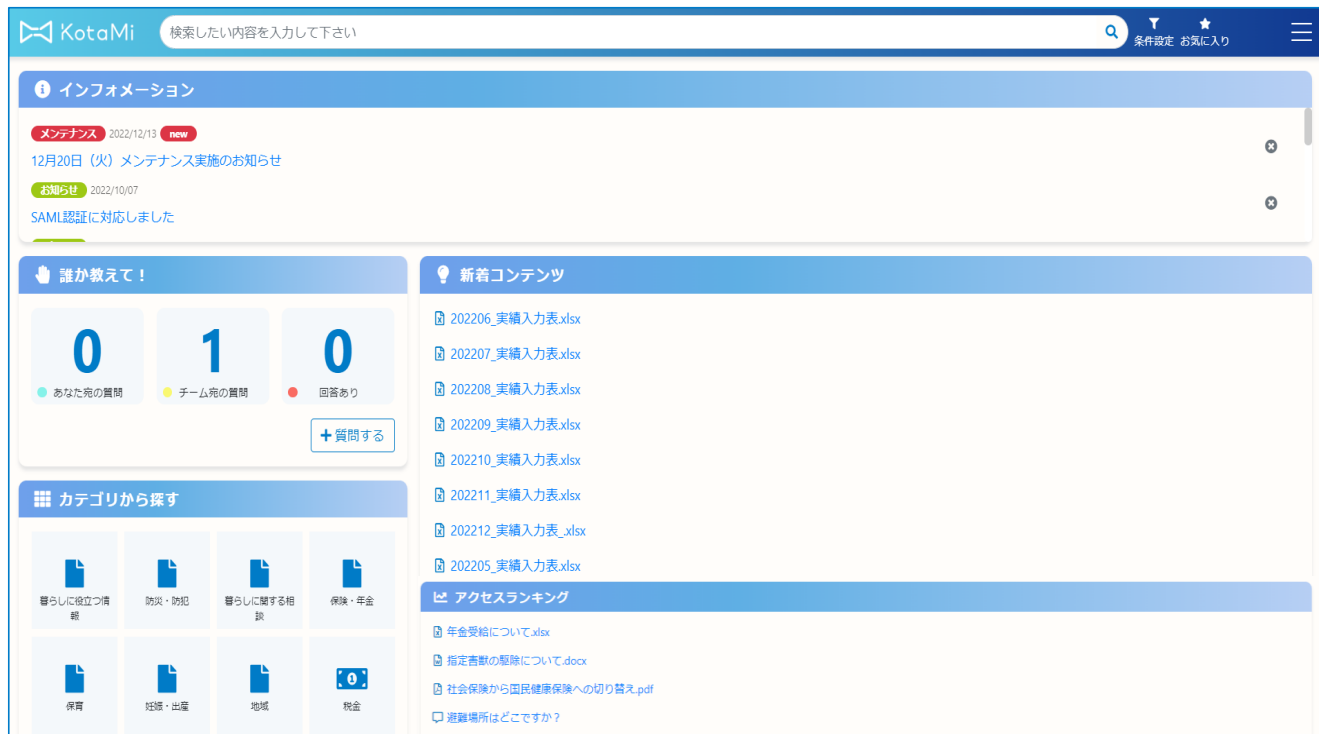 KotaMi
検索したい内容を入力して下さい
条件設定 お気に入り
インフォメーション
メンテナンス 2022/12/13 new
12月20日（火）メンテナンス実施のお知らせ
お知らせ 2022/10/07
SAML認証に対応しました
誰か教えて！
0 1 0
あなた宛の質問 チーム宛の質問 回答あり
質問する
カテゴリから探す
暮らしに役立つ情報
防災・防犯
暮らしに関する相談
保険・年金
保育
妊娠・出産
地域
税金
新着コンテンツ
202206_実績入力表.xlsx
202207_実績入力表.xlsx
202208_実績入力表.xlsx
202209_実績入力表.xlsx
202210_実績入力表.xlsx
202211_実績入力表.xlsx
202212_実績入力表_.xlsx
202205_実績入力表.xlsx
アクセスランキング
年金受給について.xlsx
指定害獣の駆除について.docx
社会保険から国民健康保険への切り替え.pdf
避難場所はどこですか？